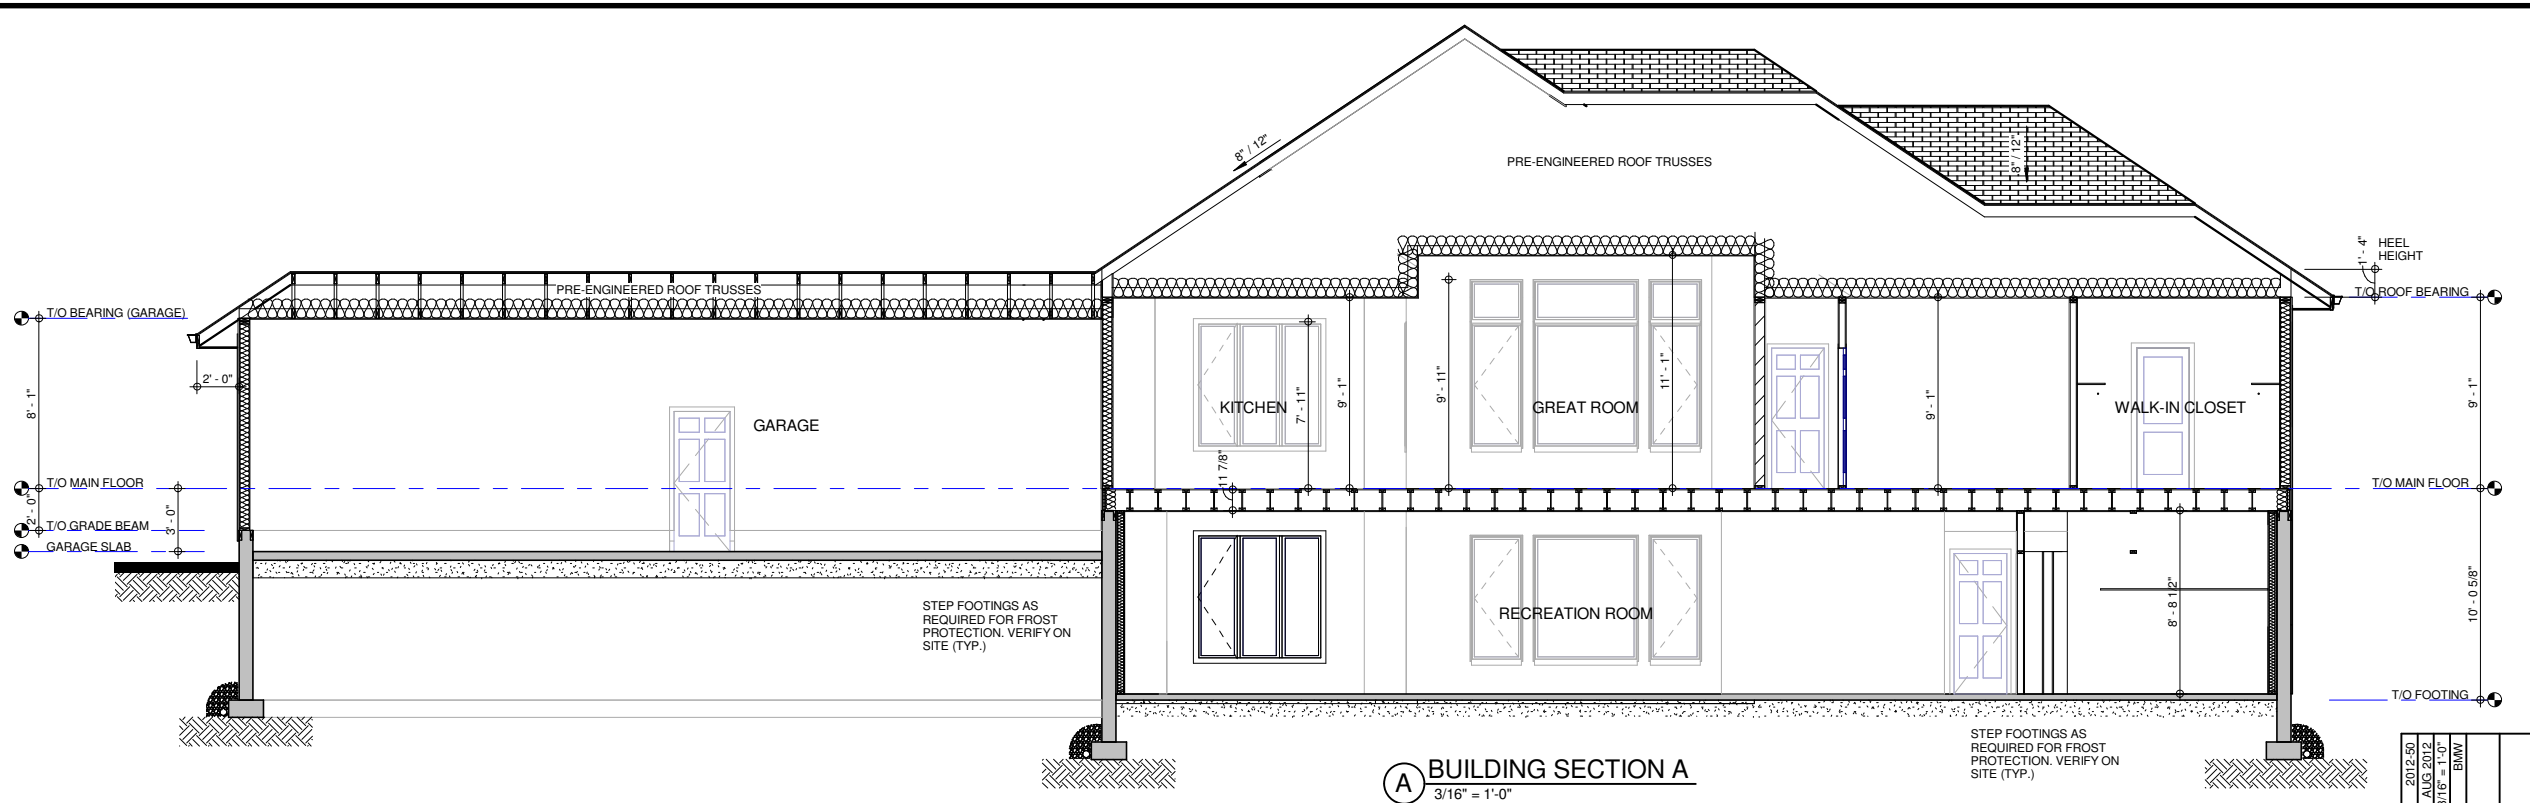 8" / 12"
8" / 12"
PRE-ENGINEERED ROOF TRUSSES
1' - 4"
HEEL
HEIGHT
PRE-ENGINEERED ROOF TRUSSES
T/O ROOF BEARING
T/O BEARING (GARAGE)
2' - 0"
8' - 1"
GARAGE
KITCHEN
7' - 11"
9' - 1"
9' - 11"
GREAT ROOM
11' - 1"
9' - 1"
WALK-IN CLOSET
9' - 1"
11 7/8"
T/O MAIN FLOOR
T/O MAIN FLOOR
2' - 0"
3' - 0"
T/O GRADE BEAM
GARAGE SLAB
STEP FOOTINGS AS
REQUIRED FOR FROST
PROTECTION. VERIFY ON
SITE (TYP.)
RECREATION ROOM
8' - 8 1/2"
10' - 0 5/8"
T/O FOOTING
STEP FOOTINGS AS
REQUIRED FOR FROST
PROTECTION. VERIFY ON
SITE (TYP.)
A
BUILDING SECTION A
3/16" = 1'-0"
2012-50
AUG 2012
3/16" = 1'-0"
BMW